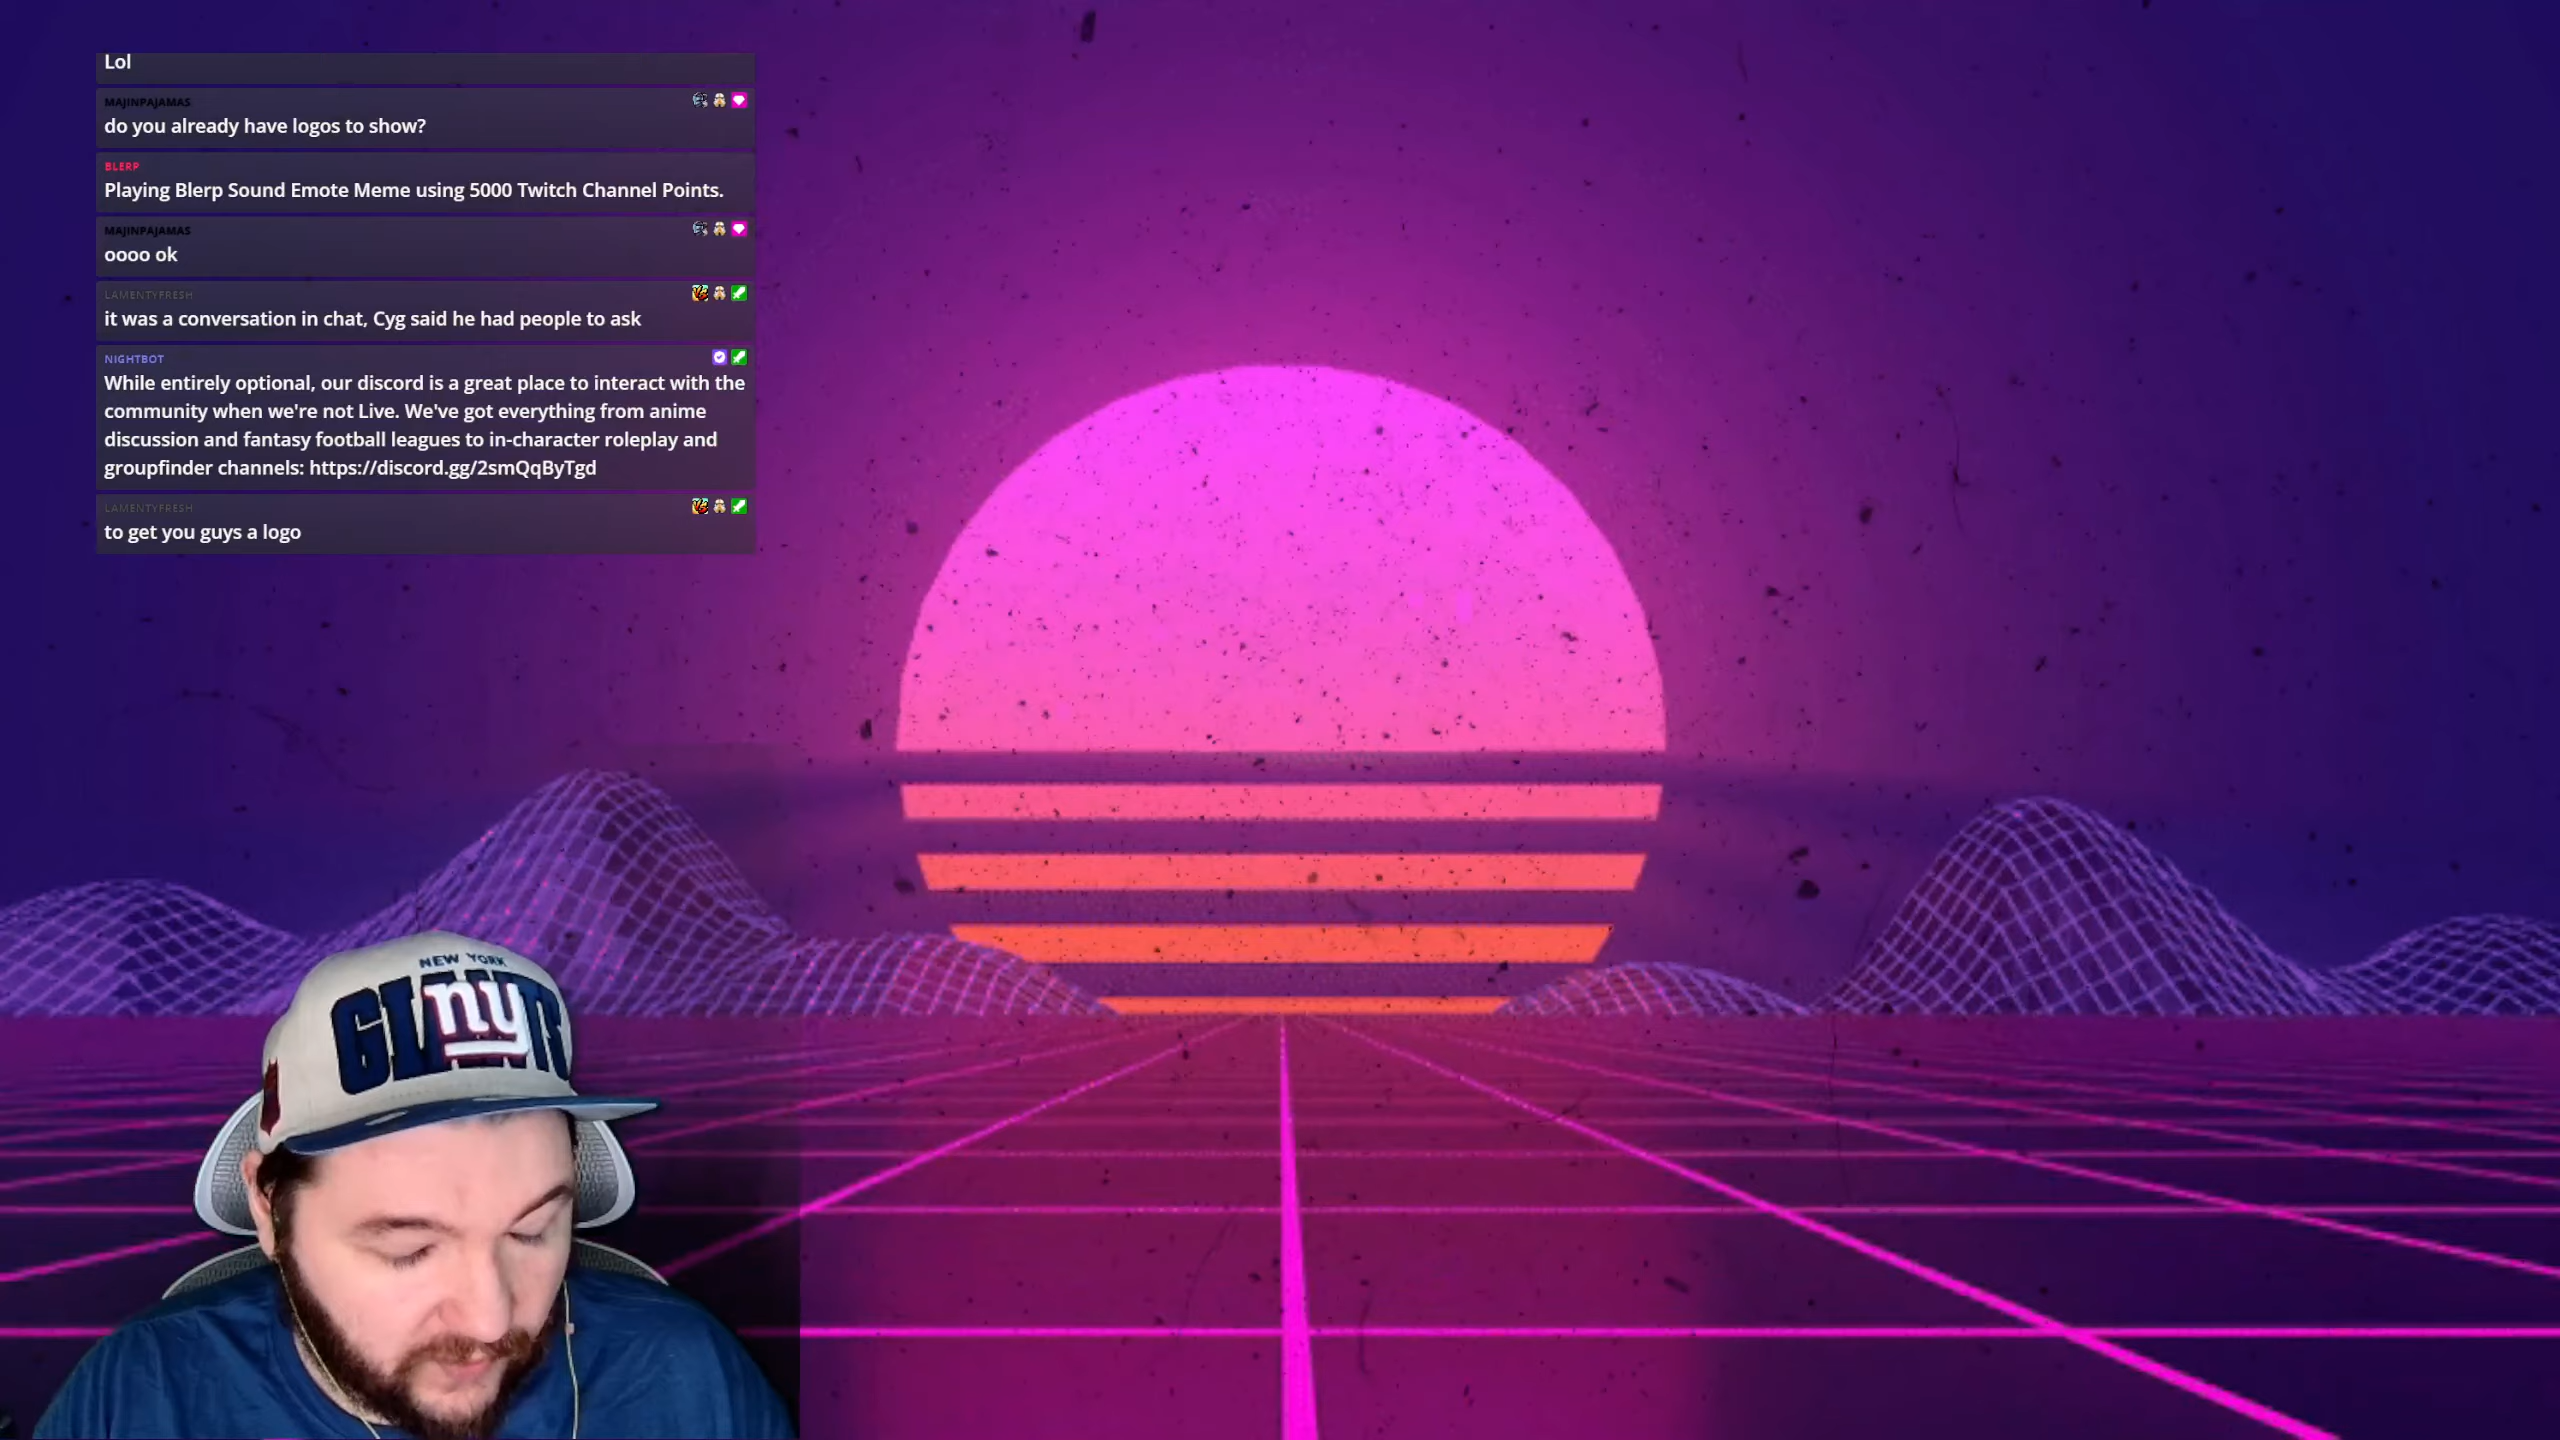 Lol
MAJINPAJAMAS
do you already have logos to show?
BLERP
Playing Blerp Sound Emote Meme using 5000 Twitch Channel Points.
MAJINPAJAMAS
oooo ok
LAMENTYFRESH
it was a conversation in chat, Cyg said he had people to ask
NIGHTBOT
While entirely optional, our discord is a great place to interact with the
community when we're not Live. We've got everything from anime
discussion and fantasy football leagues to in-character roleplay and
groupfinder channels: https://discord.gg/2smQqByTgd
LAMENTYFRESH
to get you guys a logo
NEW YORK
GIANTS
ny